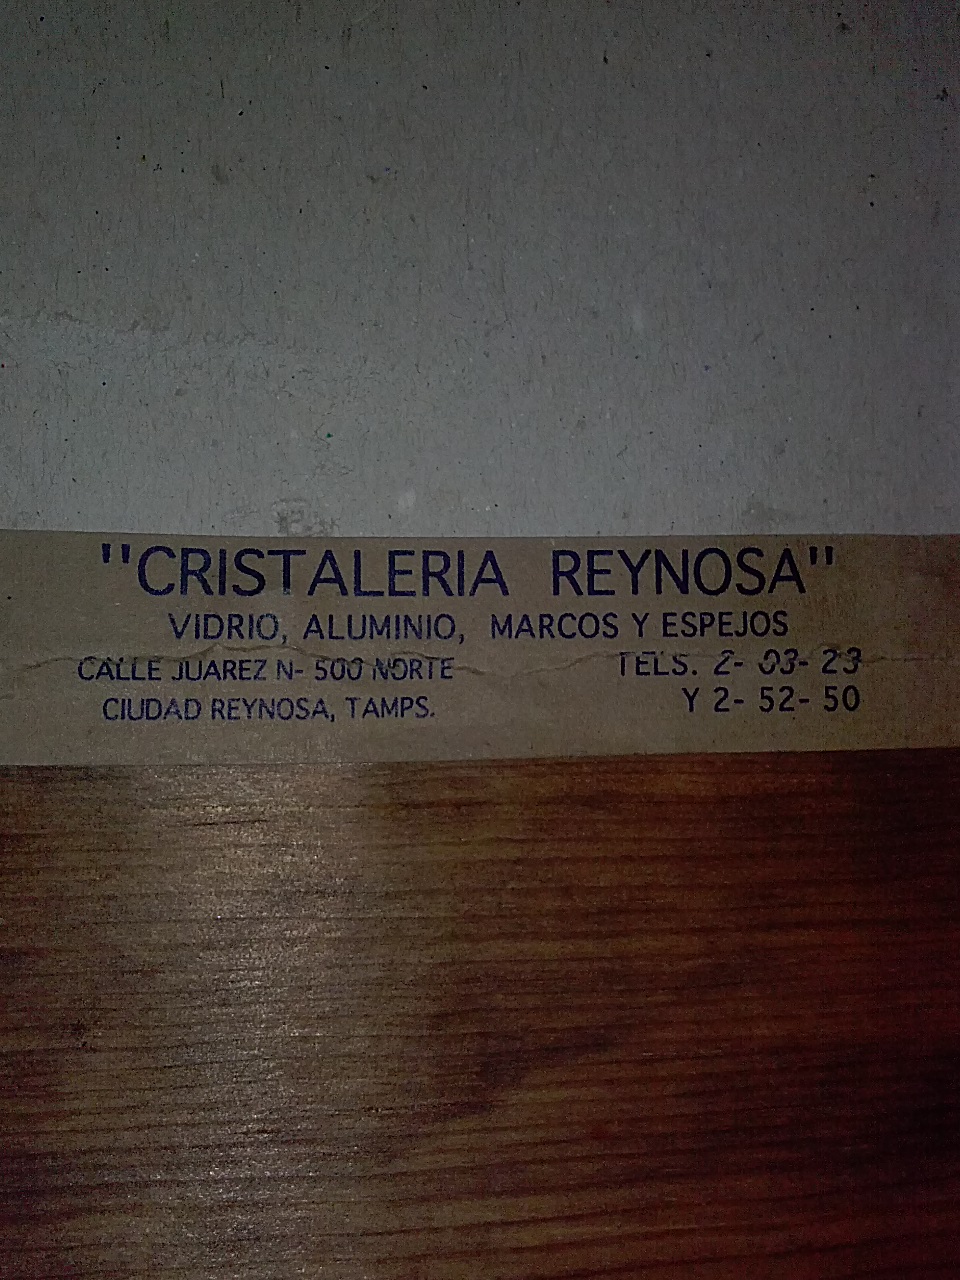 "CRISTALERIA REYNOSA"
VIDRIO, ALUMINIO, MARCOS Y ESPEJOS
CALLE JUAREZ N- 500 NORTE
CIUDAD REYNOSA, TAMPS.
TELS. 2- 03- 23
Y 2- 52- 50